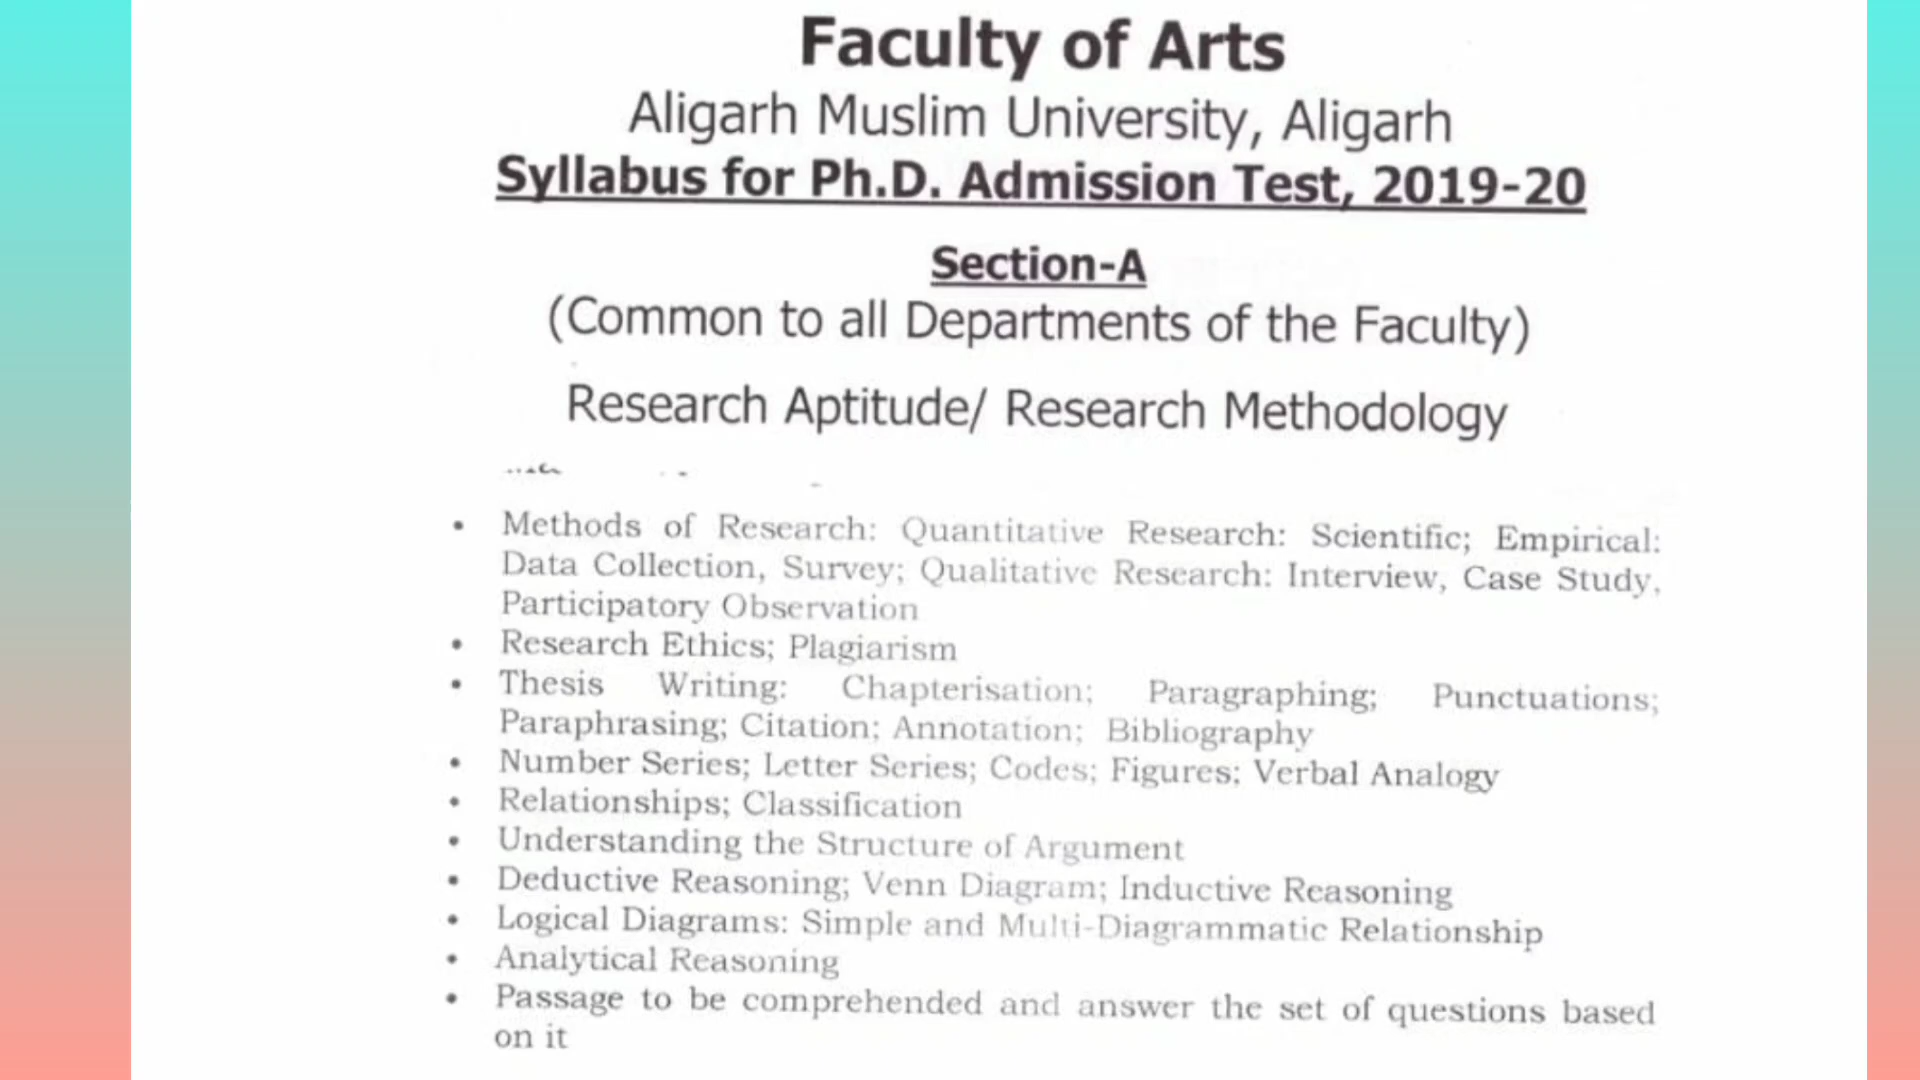 Faculty of Arts
Aligarh Muslim University, Aligarh
Syllabus for Ph.D. Admission Test, 2019-20
Section-A
(Common to all Departments of the Faculty)
Research Aptitude/ Research Methodology
• Methods of Research: Quantitative Research: Scientific; Empirical:
Data Collection, Survey; Qualitative Research: Interview, Case Study,
Participatory Observation
• Research Ethics; Plagiarism
• Thesis Writing: Chapterisation; Paragraphing; Punctuations;
Paraphrasing; Citation; Annotation; Bibliography
• Number Series; Letter Series; Codes; Figures; Verbal Analogy
• Relationships; Classification
• Understanding the Structure of Argument
• Deductive Reasoning; Venn Diagram; Inductive Reasoning
• Logical Diagrams: Simple and Multi-Diagrammatic Relationship
• Analytical Reasoning
• Passage to be comprehended and answer the set of questions based
on it